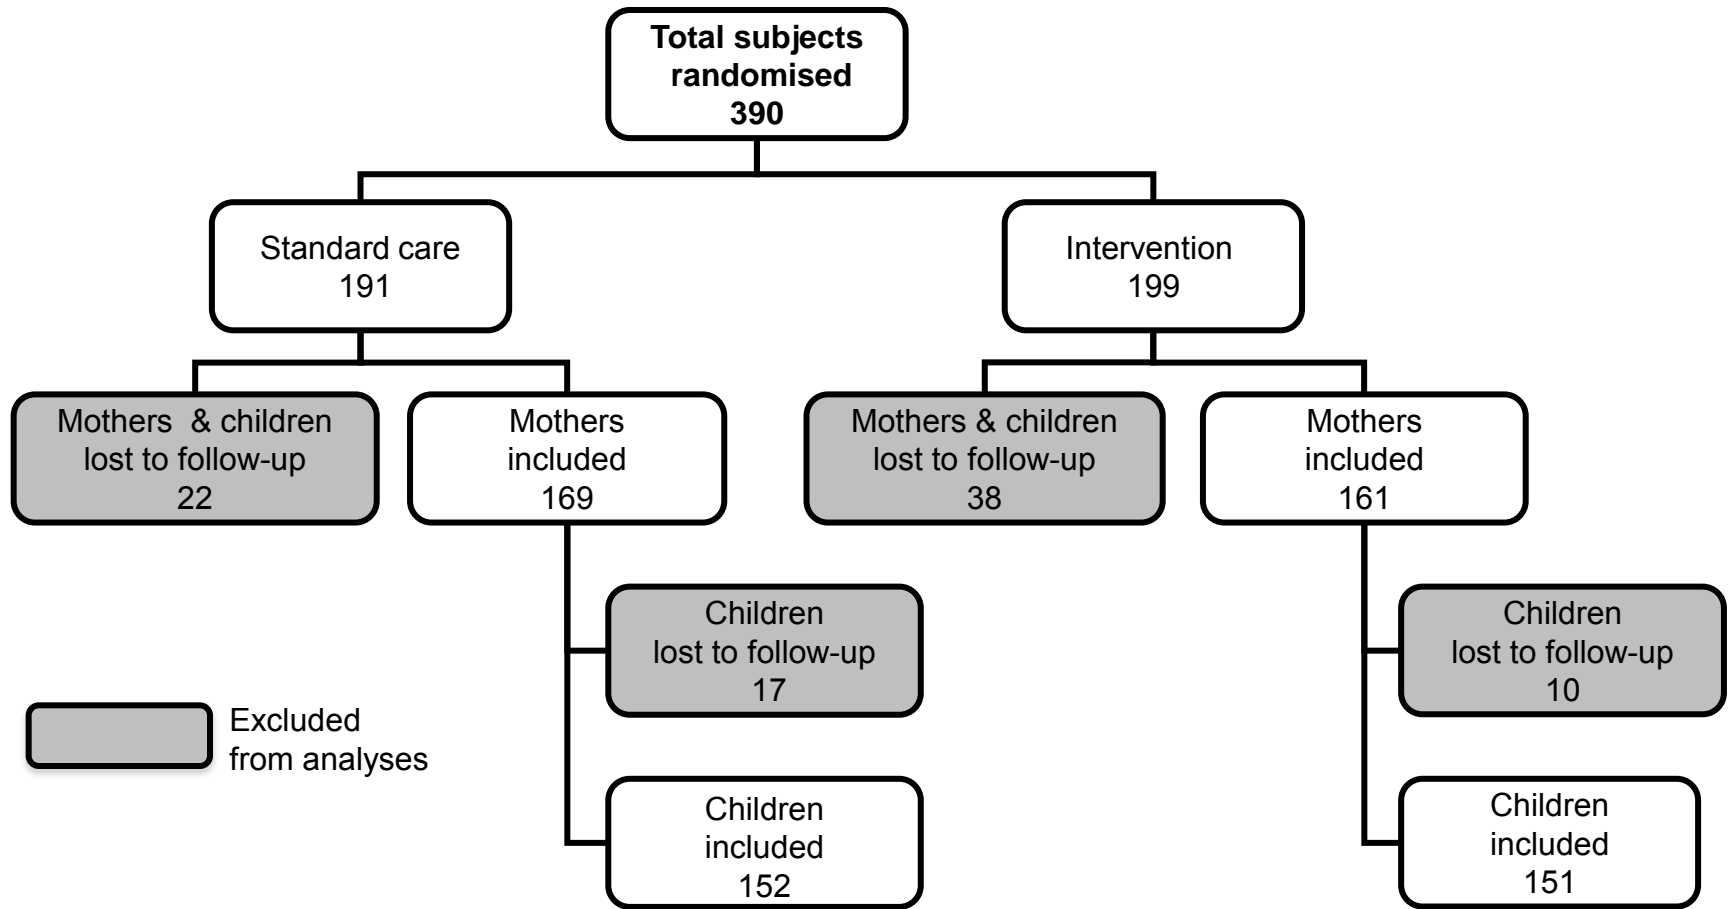 Total subjects
randomised
390
Standard care
191
Intervention
199
Mothers & children
lost to follow-up
22
Mothers
included
169
Mothers & children
lost to follow-up
38
Mothers
included
161
Children
lost to follow-up
17
Children
lost to follow-up
10
Excluded
from analyses
Children
included
152
Children
included
151